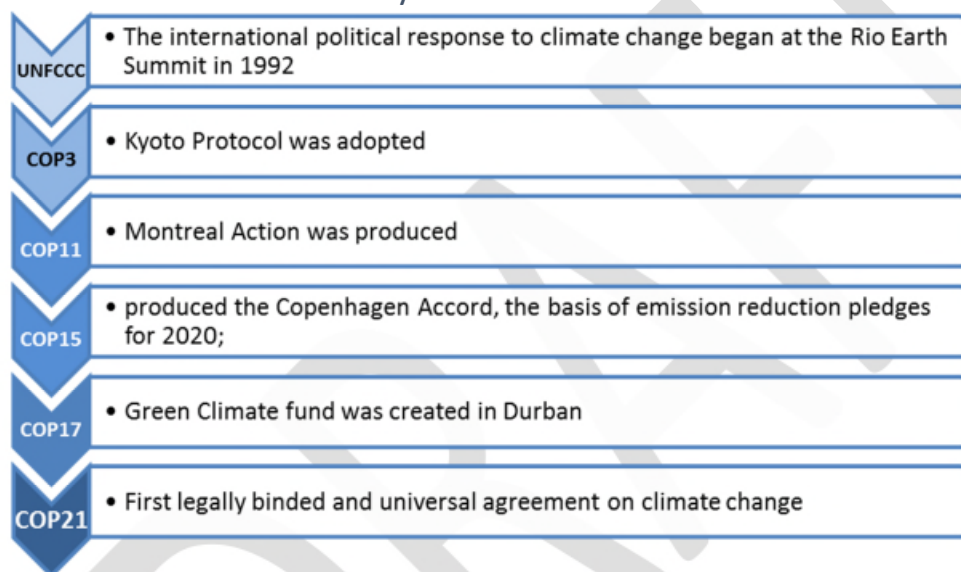 UNFCCC
• The international political response to climate change began at the Rio Earth
Summit in 1992
COP3
• Kyoto Protocol was adopted
COP11
• Montreal Action was produced
COP15
• produced the Copenhagen Accord, the basis of emission reduction pledges
for 2020;
COP17
• Green Climate fund was created in Durban
COP21
• First legally binded and universal agreement on climate change